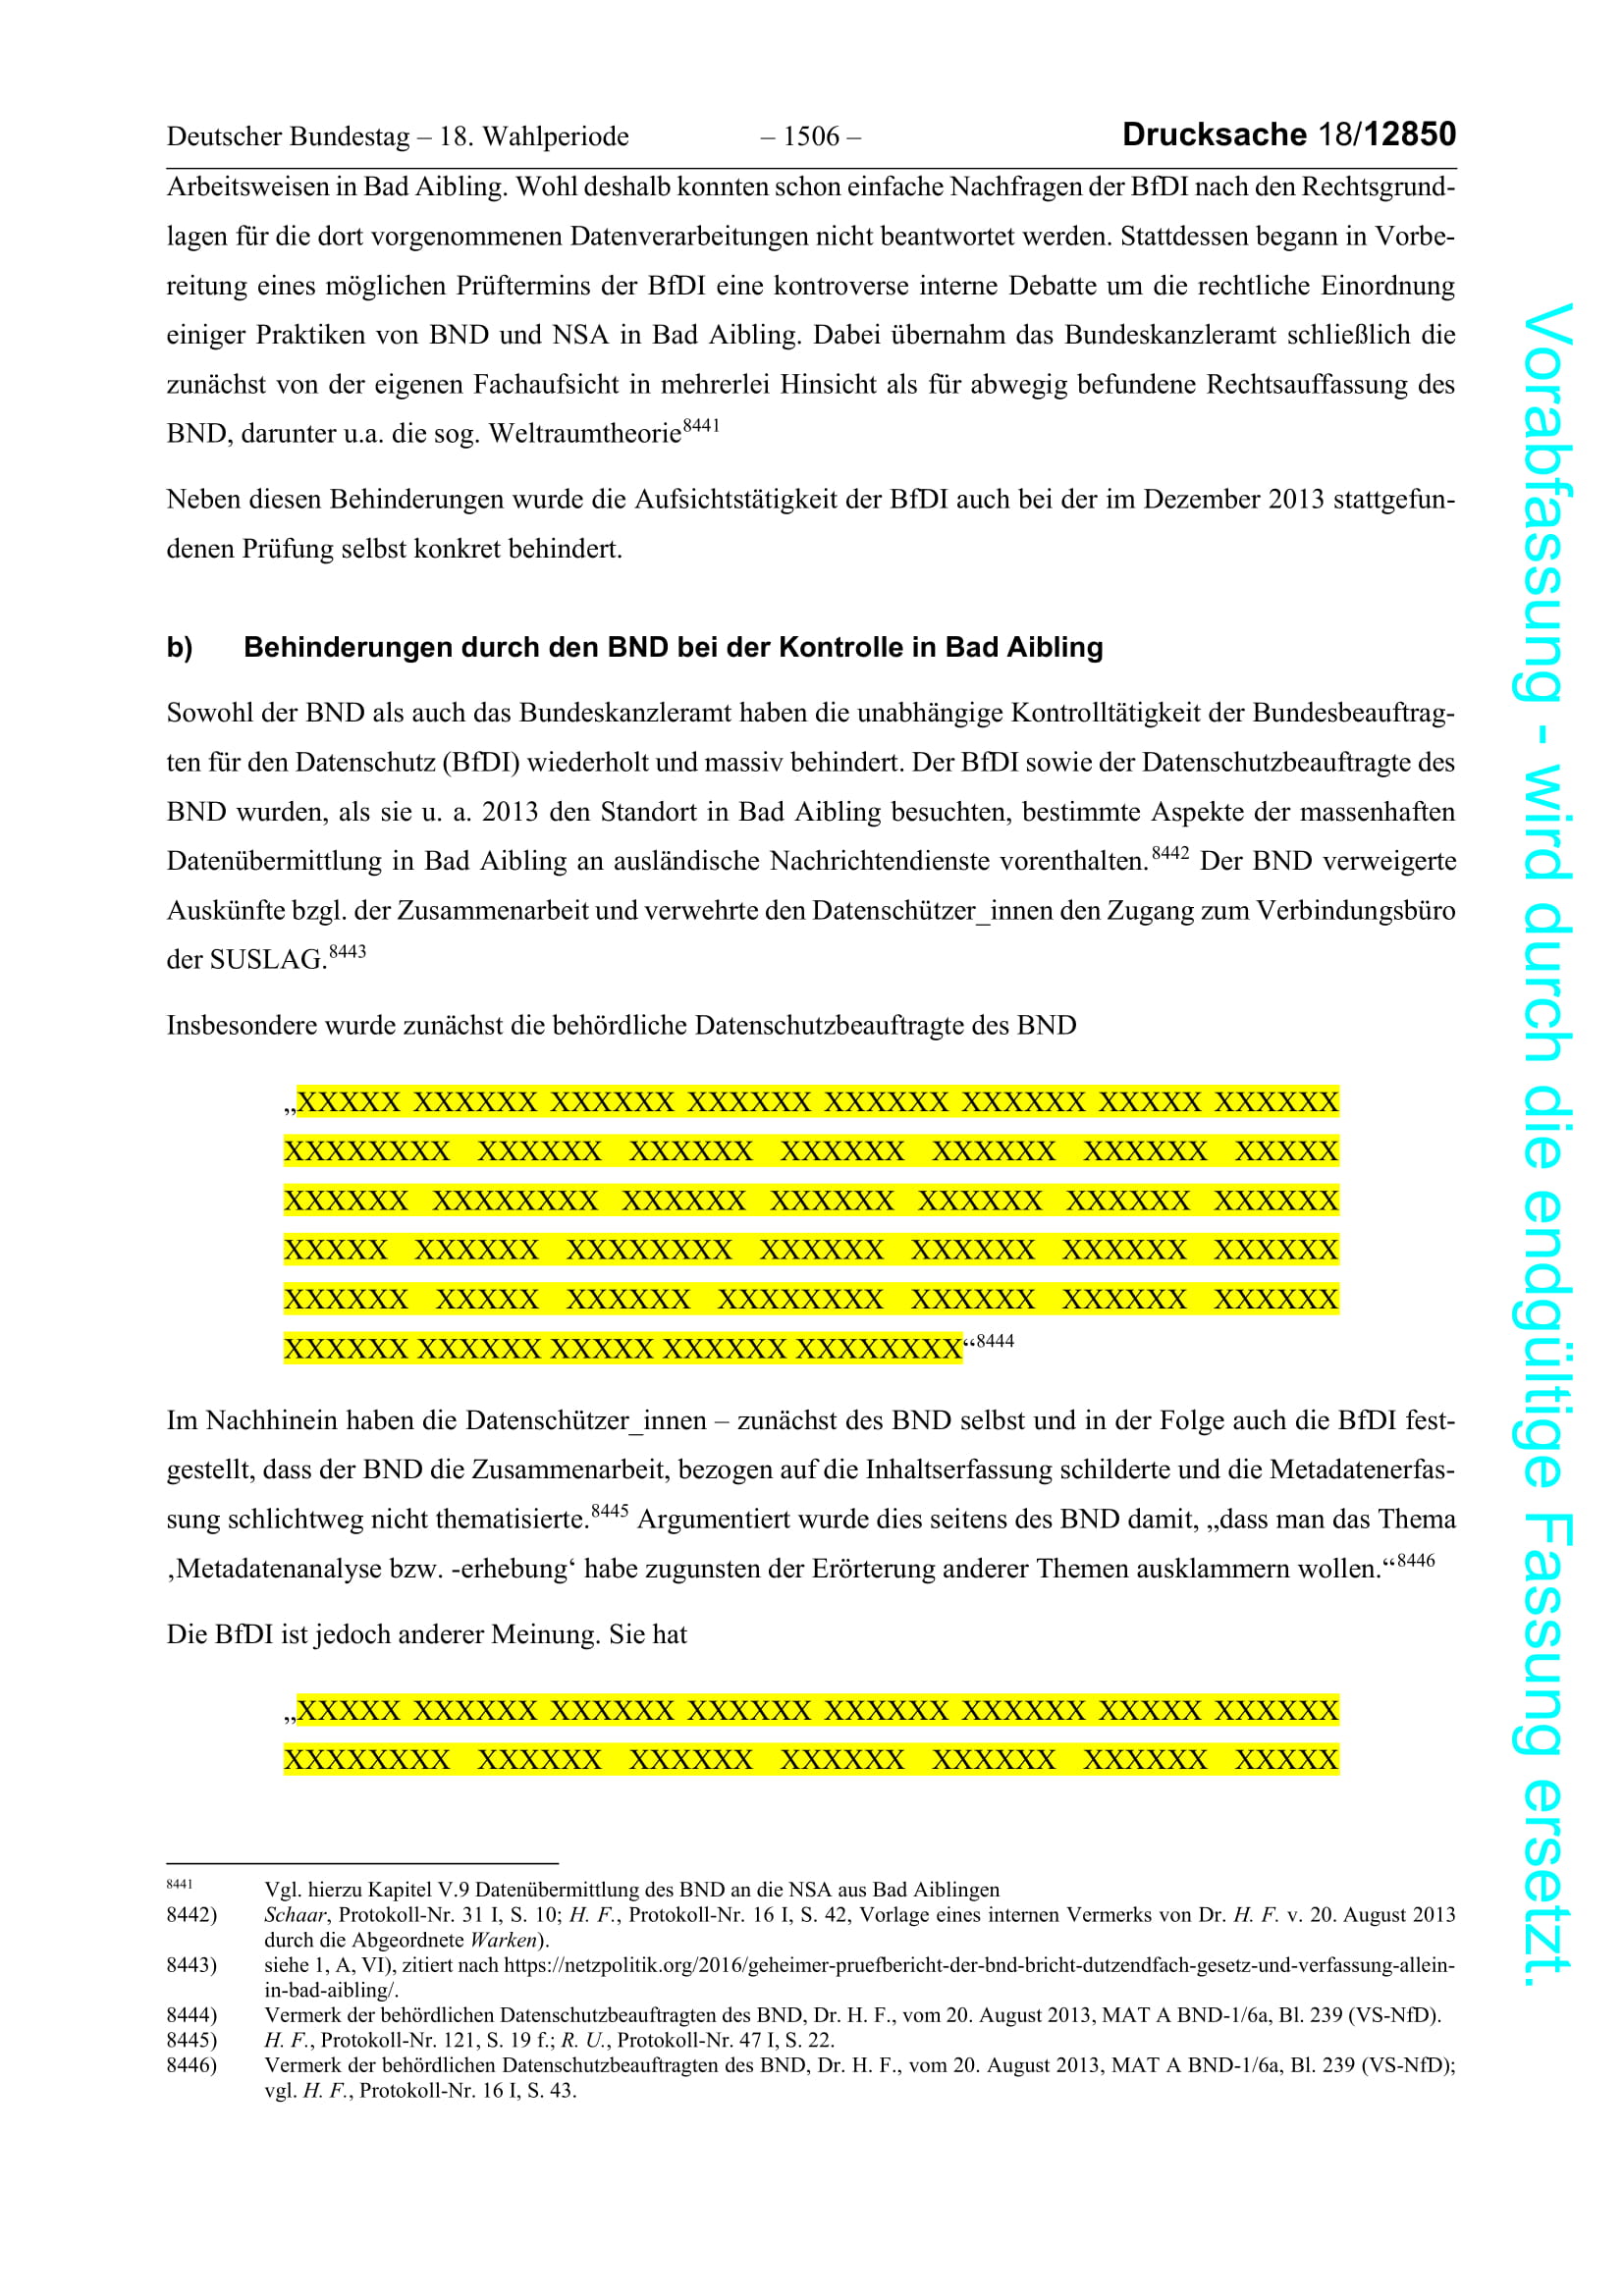 Deutscher Bundestag – 18. Wahlperiode – 1506 – Drucksache 18/12850
Arbeitsweisen in Bad Aibling. Wohl deshalb konnten schon einfache Nachfragen der BfDI nach den Rechtsgrund-
lagen für die dort vorgenommenen Datenverarbeitungen nicht beantwortet werden. Stattdessen begann in Vorbe-
reitung eines möglichen Prüftermins der BfDI eine kontroverse interne Debatte um die rechtliche Einordnung
einiger Praktiken von BND und NSA in Bad Aibling. Dabei übernahm das Bundeskanzleramt schließlich die
zunächst von der eigenen Fachaufsicht in mehrerlei Hinsicht als für abwegig befundene Rechtsauffassung des
BND, darunter u.a. die sog. Weltraumtheorie8441
Neben diesen Behinderungen wurde die Aufsichtstätigkeit der BfDI auch bei der im Dezember 2013 stattgefun-
denen Prüfung selbst konkret behindert.
b) Behinderungen durch den BND bei der Kontrolle in Bad Aibling
Sowohl der BND als auch das Bundeskanzleramt haben die unabhängige Kontrolltätigkeit der Bundesbeauftrag-
ten für den Datenschutz (BfDI) wiederholt und massiv behindert. Der BfDI sowie der Datenschutzbeauftragte des
BND wurden, als sie u. a. 2013 den Standort in Bad Aibling besuchten, bestimmte Aspekte der massenhaften
Datenübermittlung in Bad Aibling an ausländische Nachrichtendienste vorenthalten.8442 Der BND verweigerte
Auskünfte bzgl. der Zusammenarbeit und verwehrte den Datenschützer_innen den Zugang zum Verbindungsbüro
der SUSLAG.8443
Insbesondere wurde zunächst die behördliche Datenschutzbeauftragte des BND
„XXXXX XXXXXX XXXXXX XXXXXX XXXXXX XXXXXX XXXXX XXXXXX
XXXXXXXX XXXXXX XXXXXX XXXXXX XXXXXX XXXXXX XXXXX
XXXXXX XXXXXXXX XXXXXX XXXXXX XXXXXX XXXXXX XXXXXX
XXXXX XXXXXX XXXXXXXX XXXXXX XXXXXX XXXXXX XXXXXX
XXXXXX XXXXX XXXXXX XXXXXXXX XXXXXX XXXXXX XXXXXX
XXXXXX XXXXXX XXXXX XXXXXX XXXXXXXX“8444
Im Nachhinein haben die Datenschützer_innen – zunächst des BND selbst und in der Folge auch die BfDI fest-
gestellt, dass der BND die Zusammenarbeit, bezogen auf die Inhaltserfassung schilderte und die Metadatenerfas-
sung schlichtweg nicht thematisierte.8445 Argumentiert wurde dies seitens des BND damit, „dass man das Thema
‚Metadatenanalyse bzw. -erhebung‘ habe zugunsten der Erörterung anderer Themen ausklammern wollen.“8446
Die BfDI ist jedoch anderer Meinung. Sie hat
„XXXXX XXXXXX XXXXXX XXXXXX XXXXXX XXXXXX XXXXX XXXXXX
XXXXXXXX XXXXXX XXXXXX XXXXXX XXXXXX XXXXXX XXXXX
8441 Vgl. hierzu Kapitel V.9 Datenübermittlung des BND an die NSA aus Bad Aiblingen
8442) Schaar, Protokoll-Nr. 31 I, S. 10; H. F., Protokoll-Nr. 16 I, S. 42, Vorlage eines internen Vermerks von Dr. H. F. v. 20. August 2013
durch die Abgeordnete Warken).
8443) siehe 1, A, VI), zitiert nach https://netzpolitik.org/2016/geheimer-pruefbericht-der-bnd-bricht-dutzendfach-gesetz-und-verfassung-allein-
in-bad-aibling/.
8444) Vermerk der behördlichen Datenschutzbeauftragten des BND, Dr. H. F., vom 20. August 2013, MAT A BND-1/6a, Bl. 239 (VS-NfD).
8445) H. F., Protokoll-Nr. 121, S. 19 f.; R. U., Protokoll-Nr. 47 I, S. 22.
8446) Vermerk der behördlichen Datenschutzbeauftragten des BND, Dr. H. F., vom 20. August 2013, MAT A BND-1/6a, Bl. 239 (VS-NfD);
vgl. H. F., Protokoll-Nr. 16 I, S. 43.
Vorabfassung - wird durch die endgültige Fassung ersetzt.